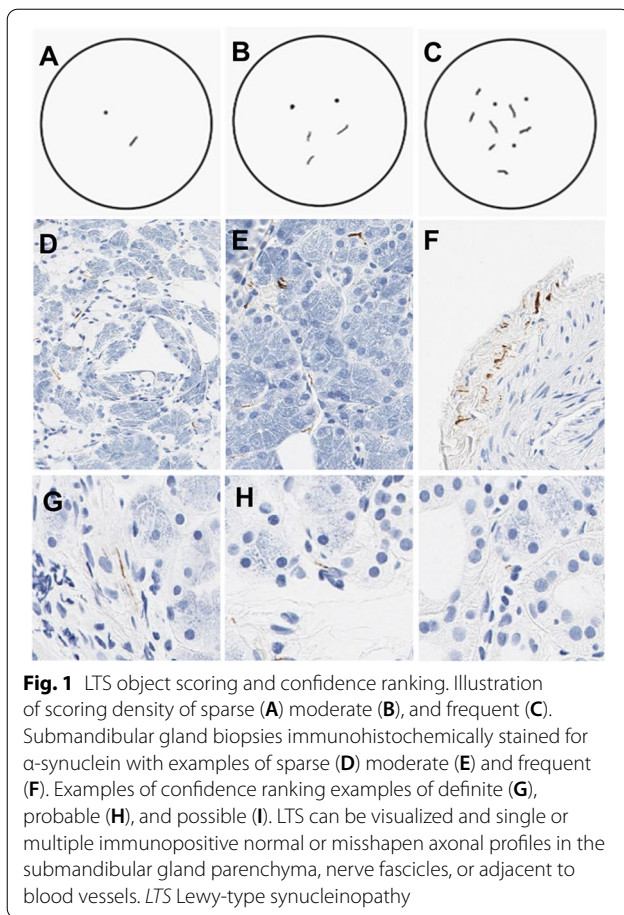 A
B
C
D
E
F
G
H
Fig. 1 LTS object scoring and confidence ranking. Illustration
of scoring density of sparse (A) moderate (B), and frequent (C).
Submandibular gland biopsies immunohistochemically stained for
α-synuclein with examples of sparse (D) moderate (E) and frequent
(F). Examples of confidence ranking examples of definite (G),
probable (H), and possible (I). LTS can be visualized and single or
multiple immunopositive normal or misshapen axonal profiles in the
submandibular gland parenchyma, nerve fascicles, or adjacent to
blood vessels. LTS Lewy-type synucleinopathy